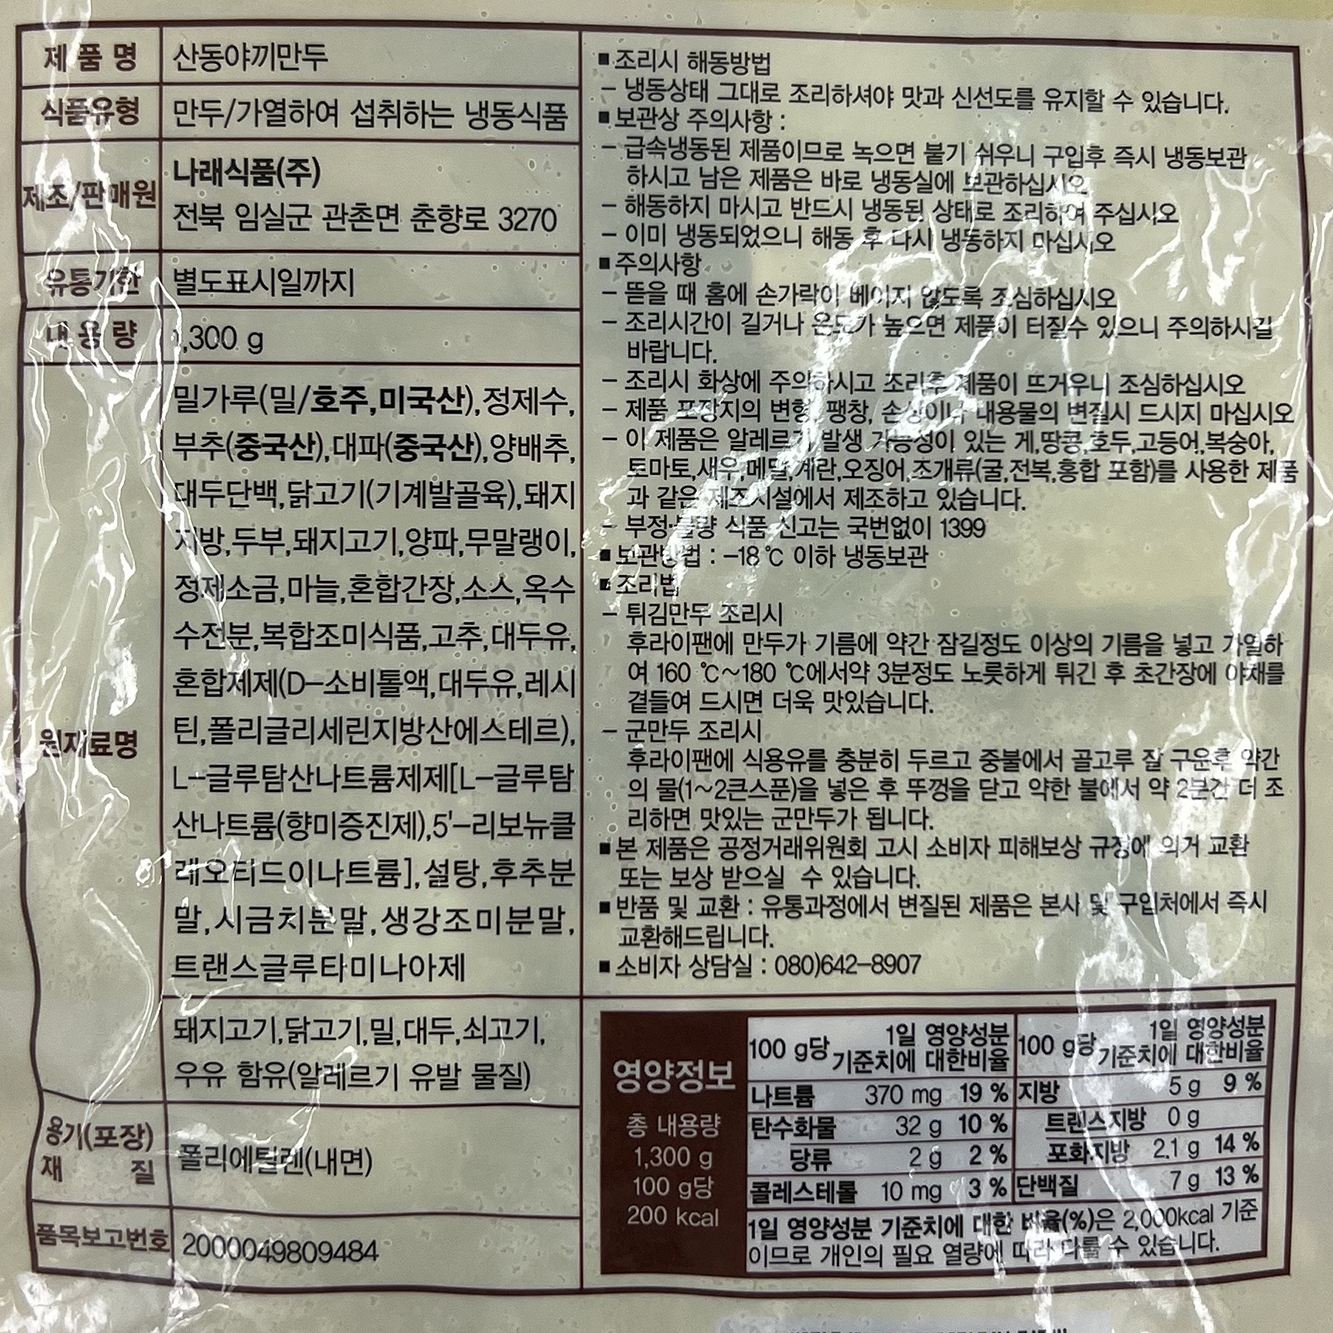 제 품 명 산동야끼만두
식품유형 만두/가열하여 섭취하는 냉동식품
제조/판매원 나래식품(주)
전북 임실군 관촌면 춘향로 3270
유통기한 별도표시일까지
내 용 량 1,300 g
원재료명
밀가루(밀/호주,미국산),정제수,
부추(중국산),대파(중국산),양배추,
대두단백,닭고기(기계발골육),돼지
지방,두부,돼지고기,양파,무말랭이,
정제소금,마늘,혼합간장,소스,옥수
수전분,복합조미식품,고추,대두유,
혼합제제(D-소비톨액,대두유,레시
틴,폴리글리세린지방산에스테르),
L-글루탐산나트륨제제[L-글루탐
산나트륨(향미증진제),5'-리보뉴클
레오티드이나트륨],설탕,후추분
말,시금치분말,생강조미분말,
트랜스글루타미나아제
돼지고기,닭고기,밀,대두,쇠고기,
우유 함유(알레르기 유발 물질)
용기(포장)
재 질
폴리에틸렌(내면)
품목보고번호 2000049809484
■ 조리시 해동방법
- 냉동상태 그대로 조리하셔야 맛과 신선도를 유지할 수 있습니다.
■ 보관상 주의사항 :
- 급속냉동된 제품이므로 녹으면 불기 쉬우니 구입후 즉시 냉동보관
하시고 남은 제품은 바로 냉동실에 보관하십시오
- 해동하지 마시고 반드시 냉동된 상태로 조리하여 주십시오
- 이미 냉동되었으니 해동 후 다시 냉동하지 마십시오
■ 주의사항
- 뜯을 때 홈에 손가락이 베이지 않도록 조심하십시오
- 조리시간이 길거나 온도가 높으면 제품이 터질수 있으니 주의하시길
바랍니다.
- 조리시 화상에 주의하시고 조리후 제품이 뜨거우니 조심하십시오
- 제품 포장지의 변형, 팽창, 손상이나 내용물의 변질시 드시지 마십시오
- 이 제품은 알레르기 발생 가능성이 있는 게,땅콩,호두,고등어,복숭아,
토마토,새우,메밀,계란,오징어,조개류(굴,전복,홍합 포함)를 사용한 제품
과 같은 제조시설에서 제조하고 있습니다.
- 부정·불량 식품 신고는 국번없이 1399
■ 보관방법 : -18 ℃ 이하 냉동보관
■ 조리법
- 튀김만두 조리시
후라이팬에 만두가 기름에 약간 잠길정도 이상의 기름을 넣고 가열하
여 160 ℃~180 ℃에서약 3분정도 노릇하게 튀긴 후 초간장에 야채를
곁들여 드시면 더욱 맛있습니다.
- 군만두 조리시
후라이팬에 식용유를 충분히 두르고 중불에서 골고루 잘 구운후 약간
의 물(1~2큰스푼)을 넣은 후 뚜껑을 닫고 약한 불에서 약 2분간 더 조
리하면 맛있는 군만두가 됩니다.
■ 본 제품은 공정거래위원회 고시 소비자 피해보상 규정에 의거 교환
또는 보상 받으실 수 있습니다.
■ 반품 및 교환 : 유통과정에서 변질된 제품은 본사 및 구입처에서 즉시
교환해드립니다.
■ 소비자 상담실 : 080)642-8907
영양정보
총 내용량
1,300 g
100 g당
200 kcal
100 g당 1일 영양성분 기준치에 대한비율 100 g당 1일 영양성분 기준치에 대한비율
나트륨 370 mg 19 % 지방 5 g 9 %
탄수화물 32 g 10 % 트랜스지방 0 g
당류 2 g 2 % 포화지방 2.1 g 14 %
콜레스테롤 10 mg 3 % 단백질 7 g 13 %
1일 영양성분 기준치에 대한 비율(%)은 2,000kcal 기준
이므로 개인의 필요 열량에 따라 다를 수 있습니다.